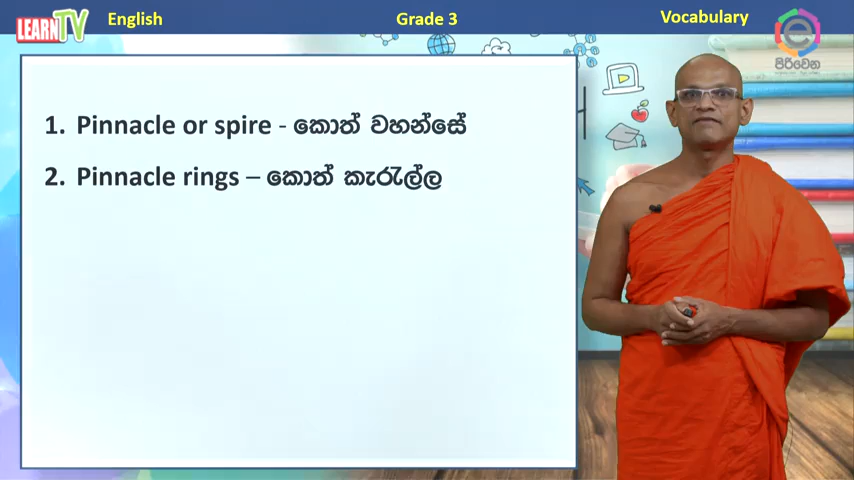 LEARN TV
English
Grade 3
Vocabulary
පිරිවෙන
1. Pinnacle or spire - කොත් වහන්සේ
2. Pinnacle rings – කොත් කැරැල්ල